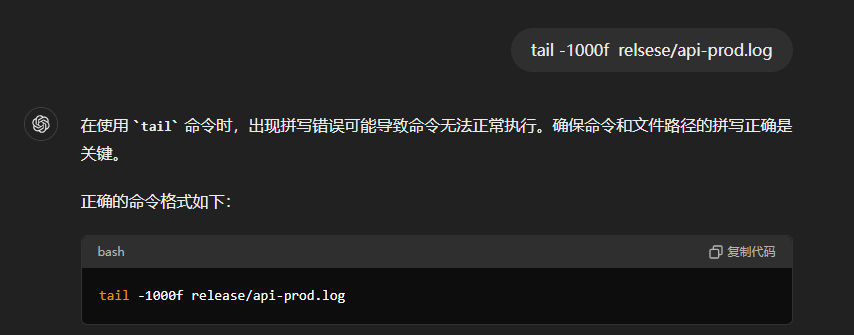 tail -1000f  relsese/api-prod.log
在使用 `tail` 命令时，出现拼写错误可能导致命令无法正常执行。确保命令和文件路径的拼写正确是
关键。
正确的命令格式如下：
bash
复制代码
tail -1000f release/api-prod.log